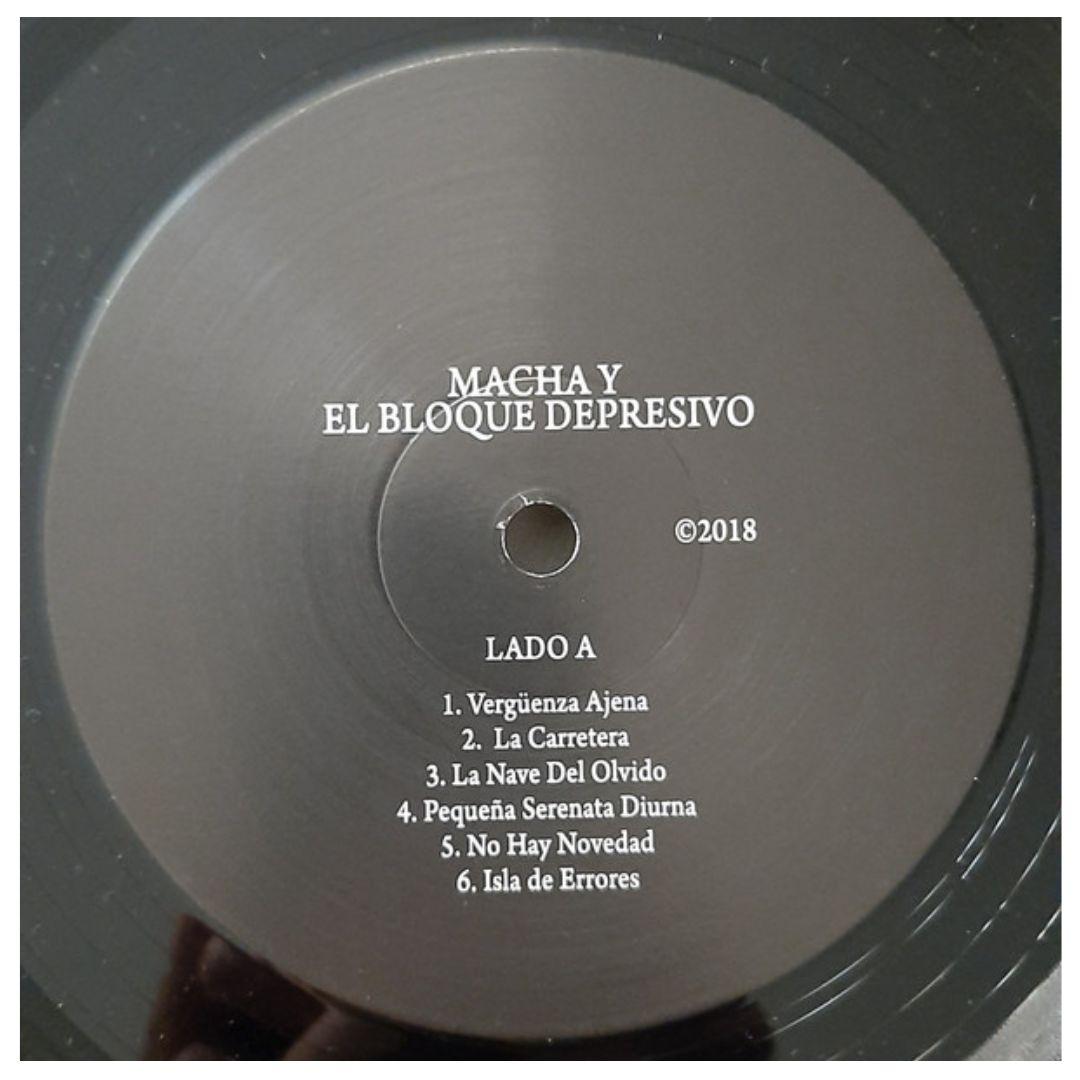 MACHA Y
EL BLOQUE DEPRESIVO
©2018
LADO A
1. Vergüenza Ajena
2. La Carretera
3. La Nave Del Olvido
4. Pequeña Serenata Diurna
5. No Hay Novedad
6. Isla de Errores